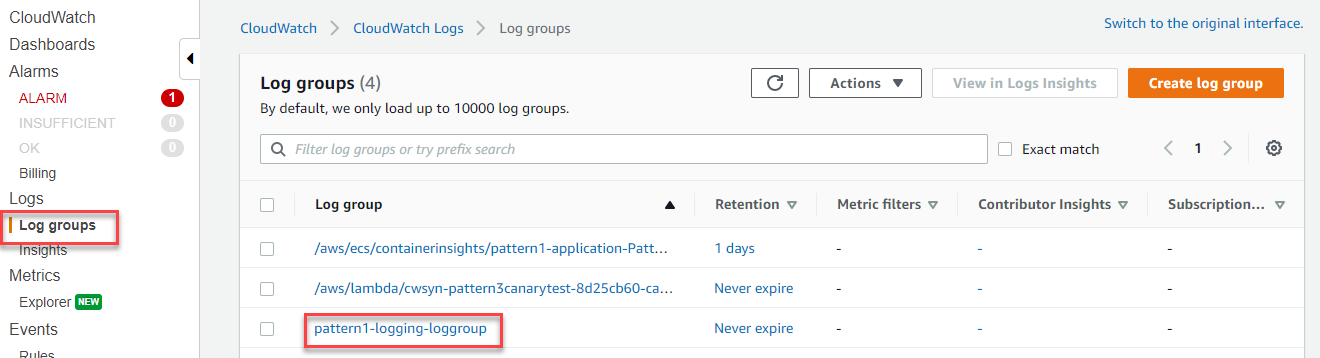 CloudWatch
Dashboards
Alarms
ALARM 1
INSUFFICIENT 0
OK 0
Billing
Logs
Log groups
Insights
Metrics
Explorer NEW
Events
Rules
CloudWatch CloudWatch Logs Log groups
Switch to the original interface.
Log groups (4)
Actions View in Logs Insights Create log group
By default, we only load up to 10000 log groups.
Filter log groups or try prefix search
Exact match
1
Log group Retention Metric filters Contributor Insights Subscription...
/aws/ecs/containerinsights/pattern1-application-Patt... 1 days - - -
/aws/lambda/cwsyn-pattern3canarytest-8d25cb60-ca... Never expire - - -
pattern1-logging-loggroup Never expire - - -